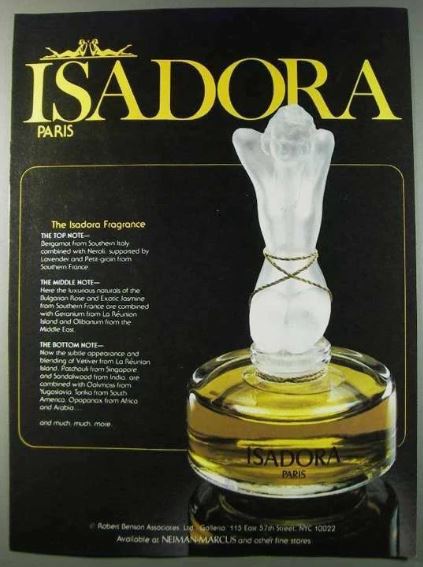 ISADORA
PARIS
The Isadora Fragrance
THE TOP NOTE—
Bergamot from Southern Italy
combined with Neroli, supported by
Lavender and Petit-grain from
Southern France.
THE MIDDLE NOTE—
Here the luxurious naturals of the
Bulgarian Rose and Exotic Jasmine
from Southern France are combined
with Geranium from La Réunion
Island and Olibanum from the
Middle East.
THE BOTTOM NOTE—
Now the subtle appearance and
blending of Vetiver from La Réunion
Island, Patchouli from Singapore
and Sandalwood from India, are
combined with Oakmoss from
Yugoslavia, Tonka from South
America, Opopanax from Africa
and Arabia...
and much, much, more.
ISADORA
PARIS
© Robert Benson Associates, Ltd. Galleria 115 East 57th Street, NYC 10022
Available at NEIMAN-MARCUS and other fine stores